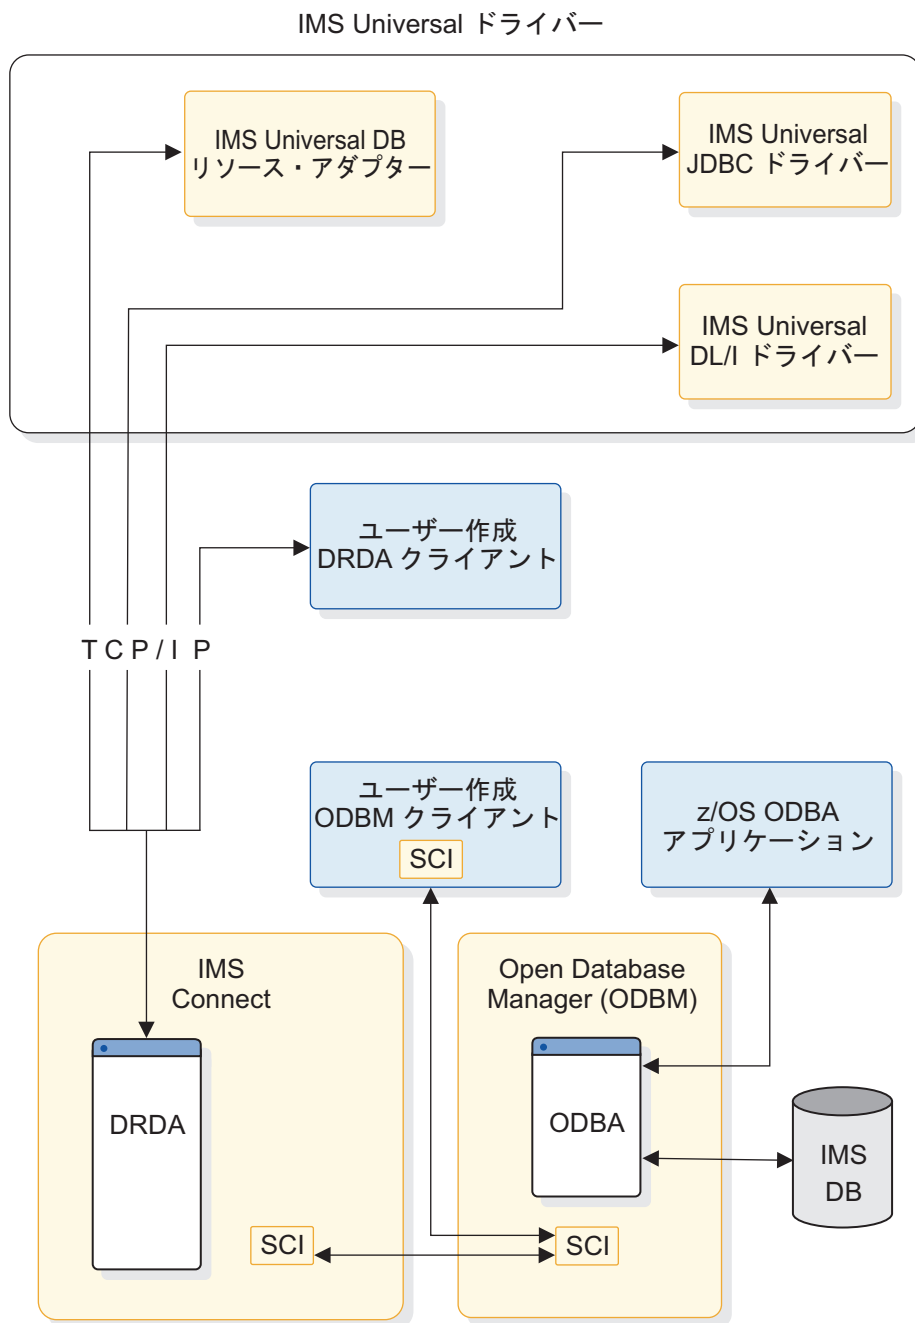 IMS Universal ドライバー
IMS Universal DB
リソース・アダプター
IMS Universal
JDBC ドライバー
IMS Universal
DL/I ドライバー
ユーザー作成
DRDA クライアント
T C P / I P
ユーザー作成
ODBM クライアント
SCI
z/OS ODBA
アプリケーション
IMS
Connect
DRDA
SCI
Open Database
Manager (ODBM)
ODBA
SCI
IMS
DB